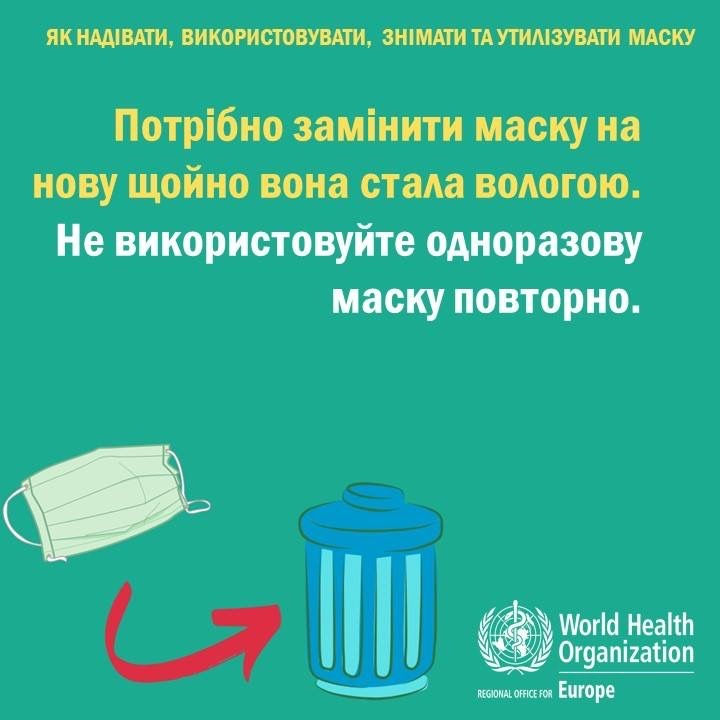 ЯК НАДІВАТИ, ВИКОРИСТОВУВАТИ, ЗНІМАТИ ТА УТИЛІЗУВАТИ МАСКУ
Потрібно замінити маску на
нову щойно вона стала вологою.
Не використовуйте одноразову
маску повторно.
World Health
Organization
REGIONAL OFFICE FOR Europe